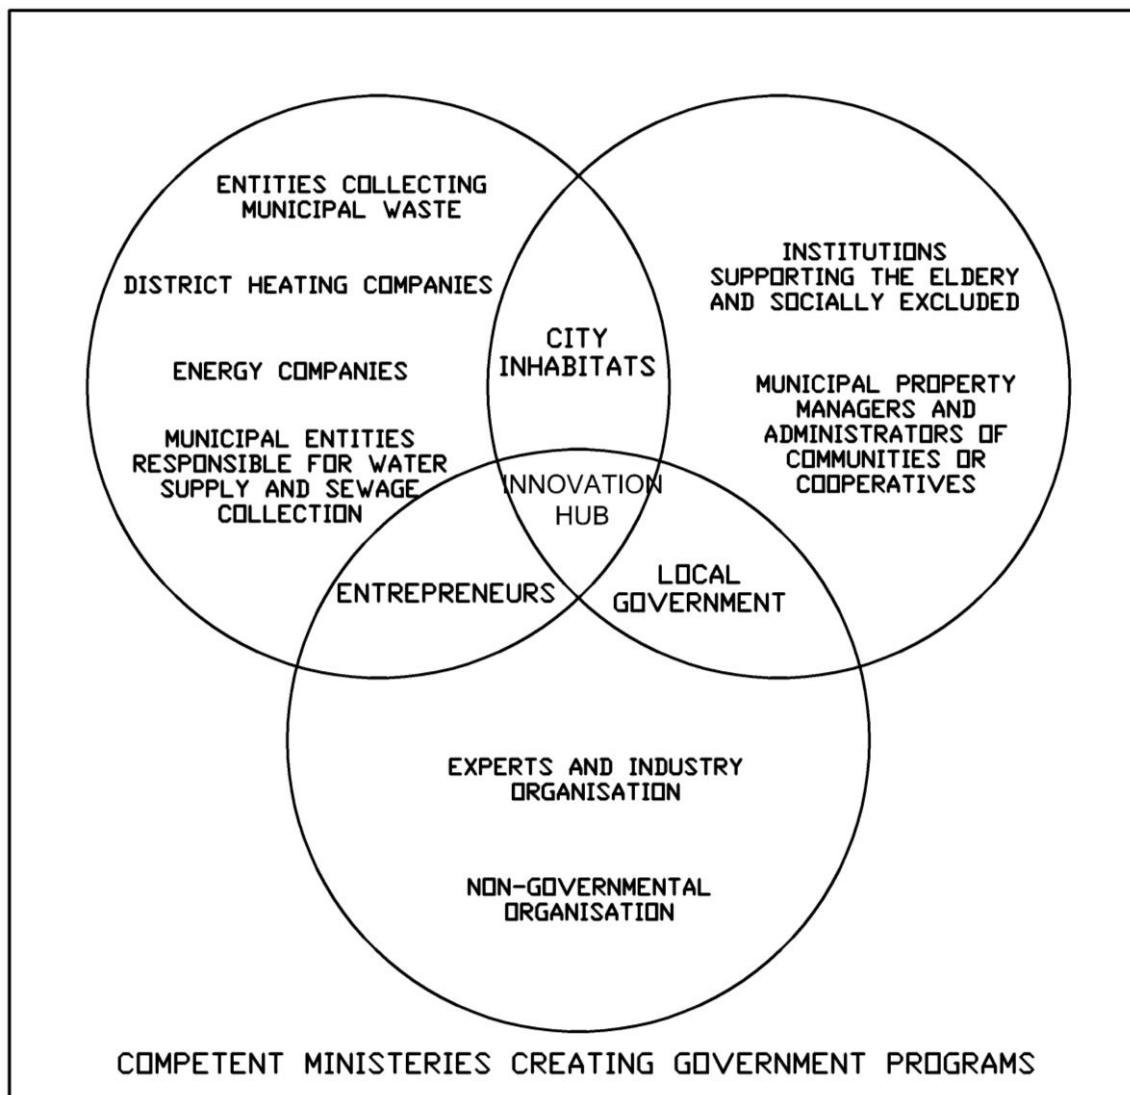 ENTITIES COLLECTING
MUNICIPAL WASTE
DISTRICT HEATING COMPANIES
ENERGY COMPANIES
MUNICIPAL ENTITIES
RESPONSIBLE FOR WATER
SUPPLY AND SEWAGE
COLLECTION
CITY
INHABITATS
INSTITUTIONS
SUPPORTING THE ELDERY
AND SOCIALLY EXCLUDED
MUNICIPAL PROPERTY
MANAGERS AND
ADMINISTRATORS OF
COMMUNITIES OR
COOPERATIVES
INNOVATION
HUB
ENTREPRENEURS
LOCAL
GOVERNMENT
EXPERTS AND INDUSTRY
ORGANISATION
NON-GOVERNMENTAL
ORGANISATION
COMPETENT MINISTERIES CREATING GOVERNMENT PROGRAMS